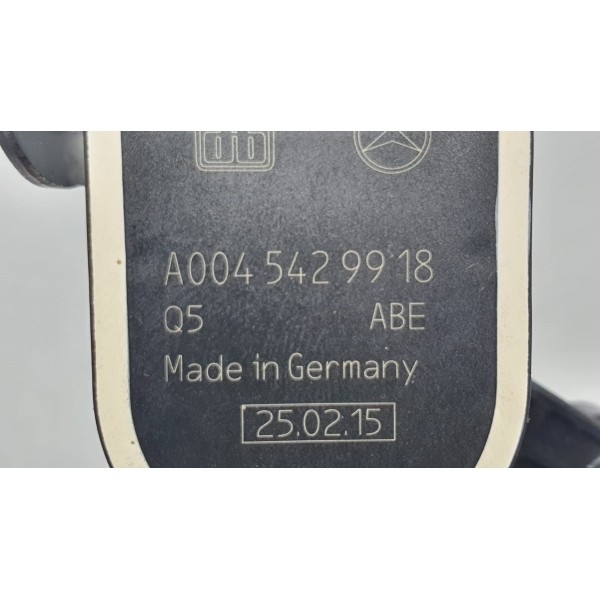 A004 542 99 18
Q5 ABE
Made in Germany
25.02.15